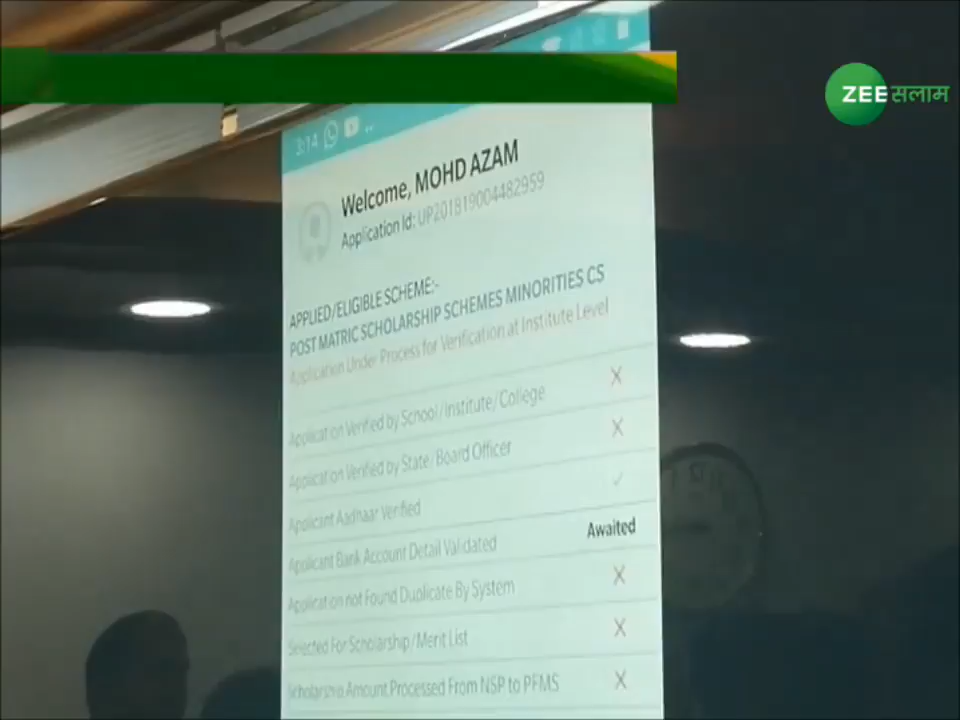 ZEE सलाम
3:14
Welcome, MOHD AZAM
Application Id: UP201819004482959
APPLIED/ELIGIBLE SCHEME:-
POST MATRIC SCHOLARSHIP SCHEMES MINORITIES CS
Application Under Process for Verification at Institute Level
Application Verified by School/Institute/College X
Application Verified by State/Board Officer X
Applicant Aadhaar Verified ✓
Applicant Bank Account Detail Validated Awaited
Application not Found Duplicate By System X
Selected For Scholarship/Merit List X
Scholarship Amount Processed From NSP to PFMS X